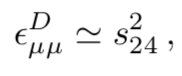 ϵ^D_{μμ} ≃ s^2_{24} ,